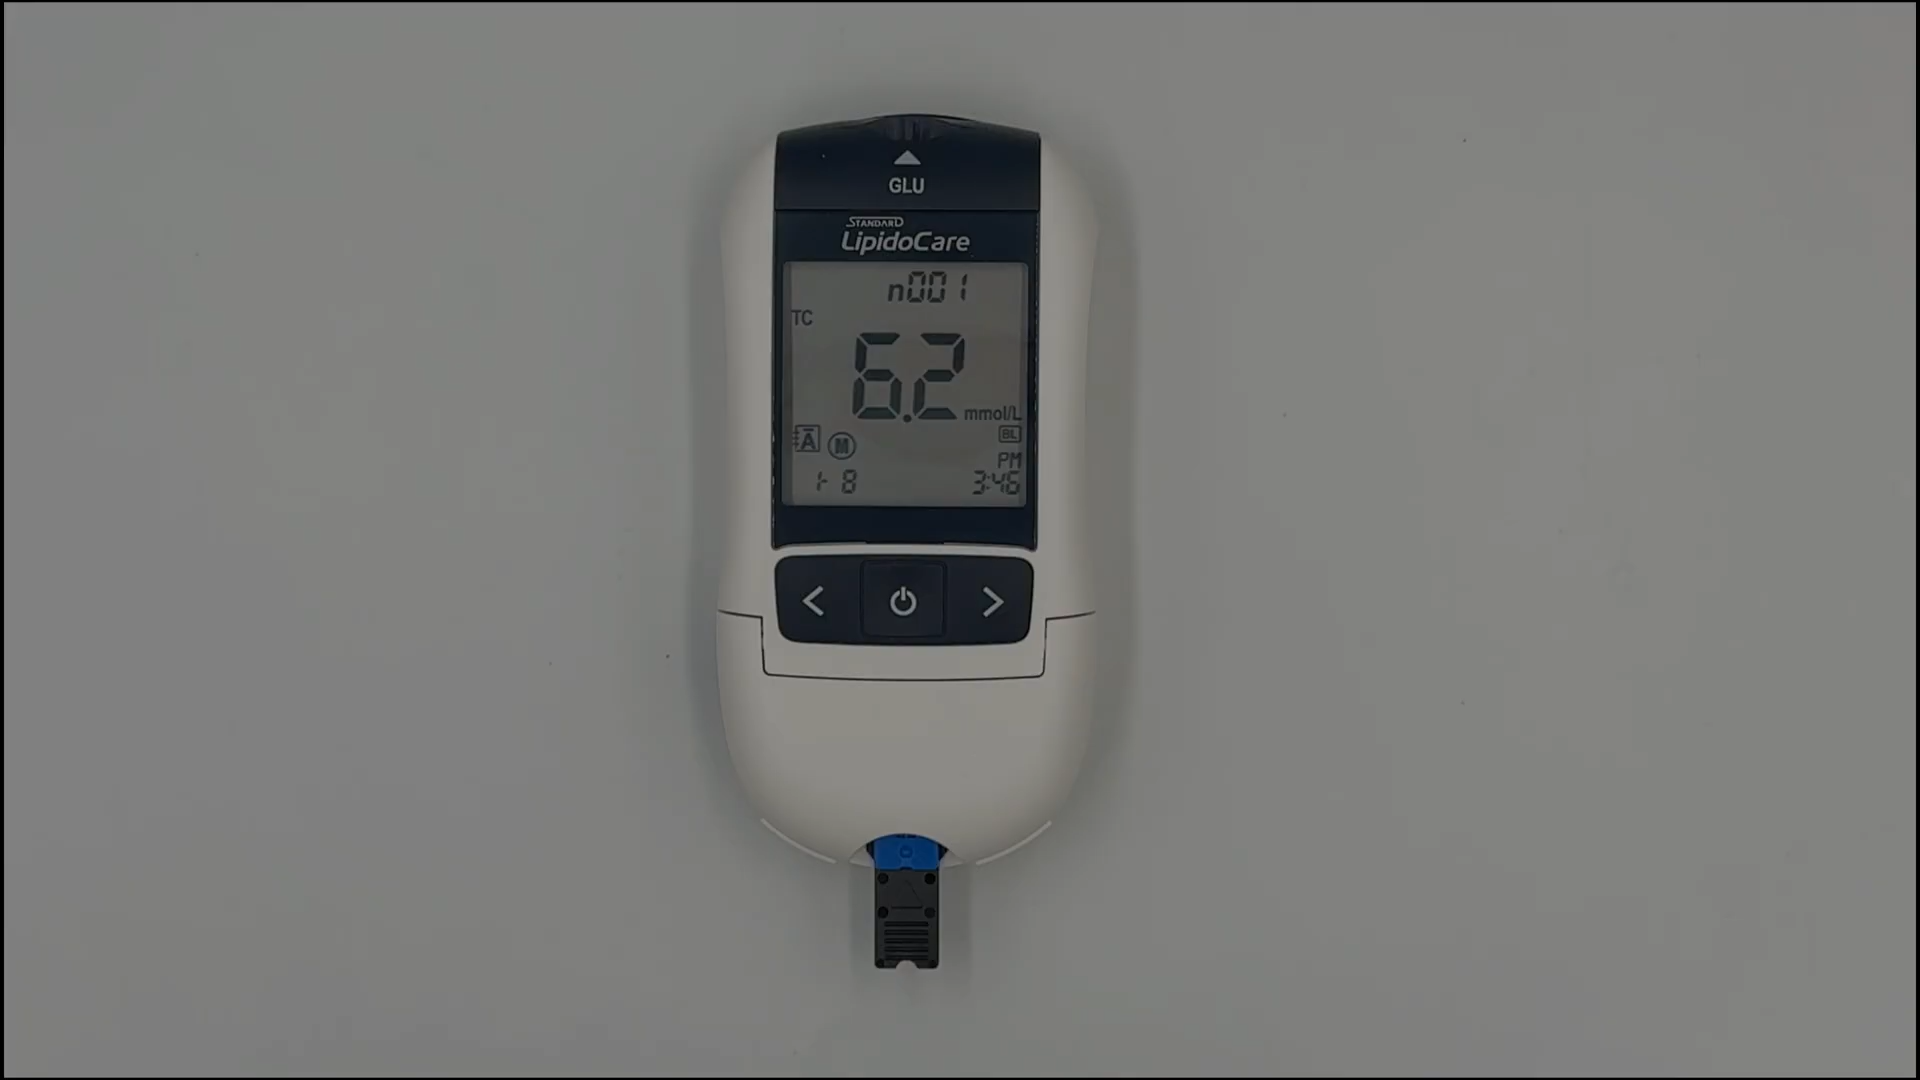 GLU
STANDARD
LipidoCare
n001
TC
6.2
mmol/L
A M
BL
PM
1- 8 3:46